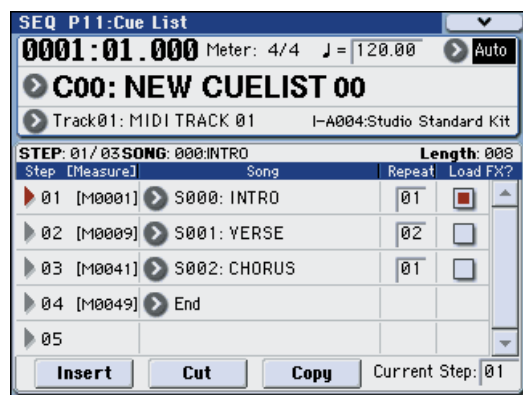 SEQ P11:Cue List
0001:01.000 Meter: 4/4 ♩= 120.00 Auto
C00: NEW CUELIST 00
Track01: MIDI TRACK 01 I-A004:Studio Standard Kit
STEP: 01/03 SONG: 000:INTRO Length: 008
Step [Measure] Song Repeat Load FX?
01 [M0001] S000: INTRO 01
02 [M0009] S001: VERSE 02
03 [M0041] S002: CHORUS 01
04 [M0049] End
05
Insert Cut Copy Current Step: 01